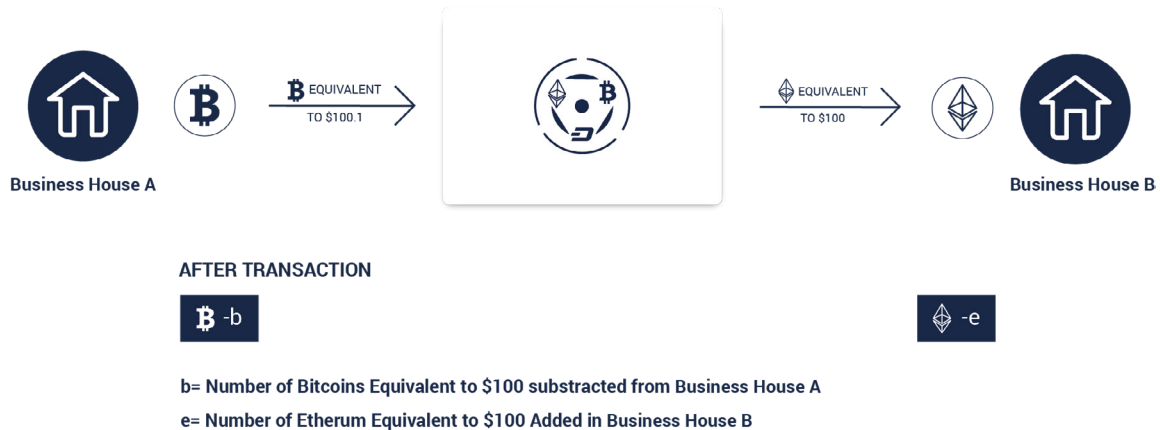 EQUIVALENT
TO $100.1
EQUIVALENT
TO $100
Business House A
Business House B
AFTER TRANSACTION
-b
-e
b= Number of Bitcoins Equivalent to $100 substracted from Business House A
e= Number of Etherum Equivalent to $100 Added in Business House B